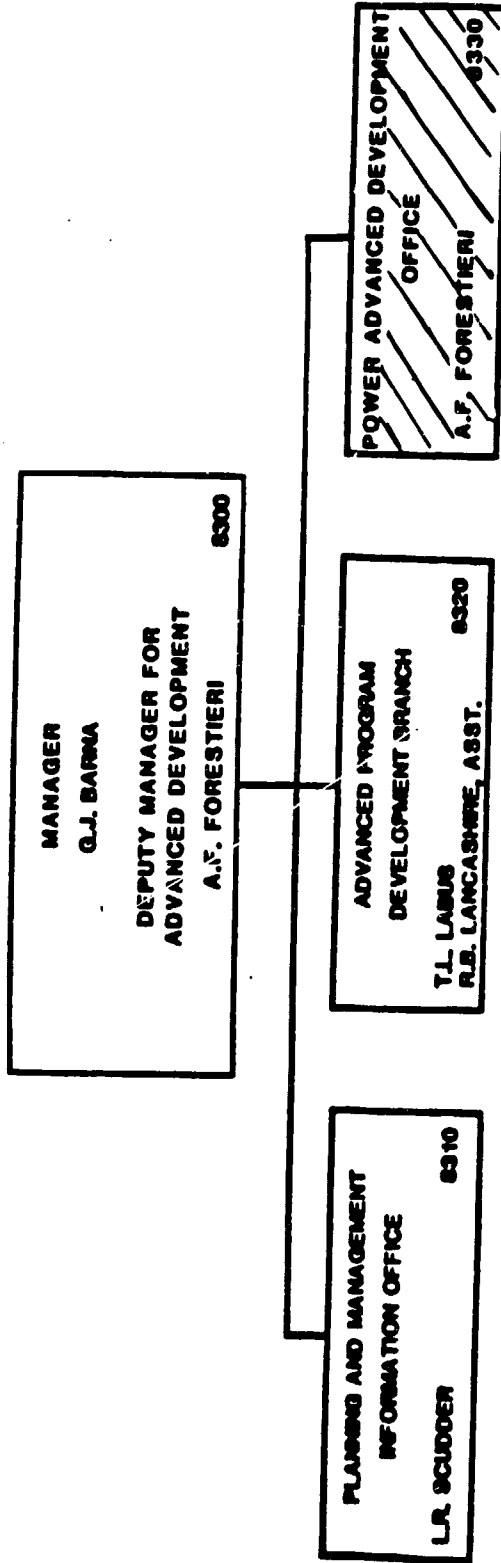 MANAGER
G.J. BARNA
DEPUTY MANAGER FOR
ADVANCED DEVELOPMENT
A.F. FORESTIERI
8300
PLANNING AND MANAGEMENT
INFORMATION OFFICE
L.R. SCUDDER
8310
ADVANCED PROGRAM
DEVELOPMENT BRANCH
T.L. LABUS
R.B. LANCASHIRE, ASST.
8320
POWER ADVANCED DEVELOPMENT
OFFICE
A.F. FORESTIERI
8330